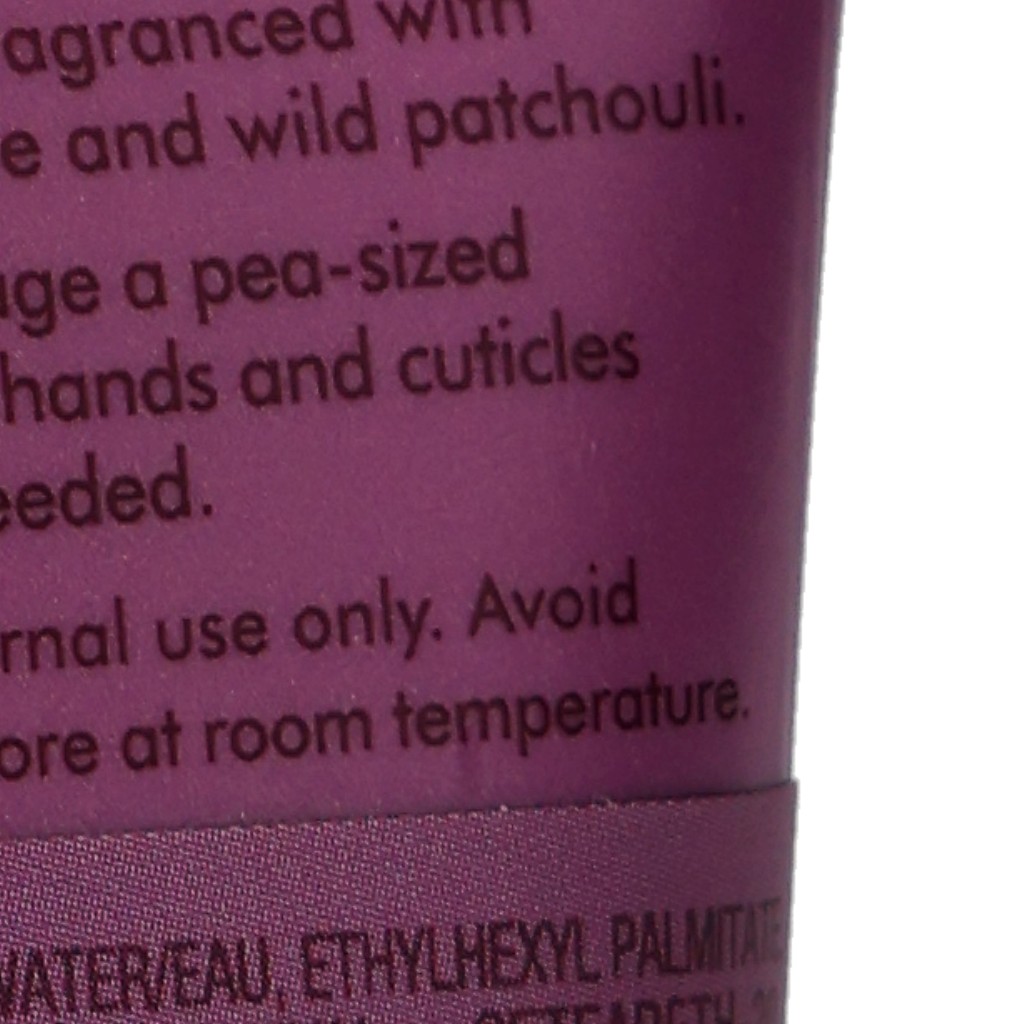 agranced with
e and wild patchouli.
ge a pea-sized
hands and cuticles
eeded.
rnal use only. Avoid
ore at room temperature.
WATER/EAU, ETHYLHEXYL PALMITATE